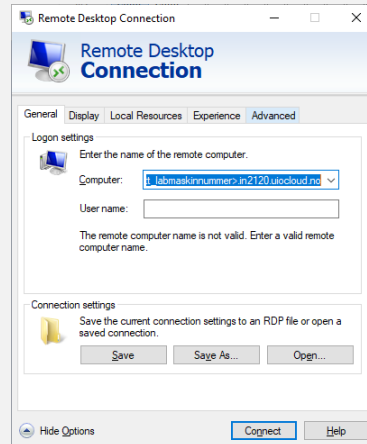 Remote Desktop Connection
Remote Desktop
Connection
General Display Local Resources Experience Advanced
Logon settings
Enter the name of the remote computer.
Computer: t_labmaskinnummer>.in2120.uiocloud.no
User name:
The remote computer name is not valid. Enter a valid remote
computer name.
Connection settings
Save the current connection settings to an RDP file or open a
saved connection.
Save Save As... Open...
Hide Options Connect Help